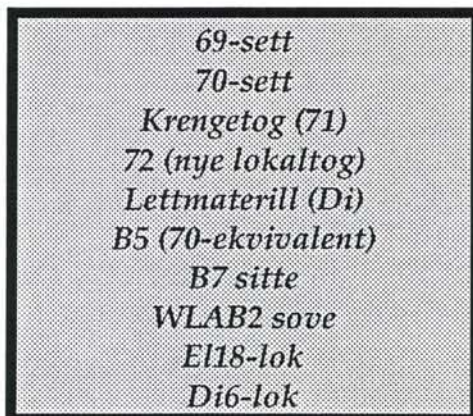 69-sett
70-sett
Krengetog (71)
72 (nye lokaltog)
Lettmaterill (Di)
B5 (70-ekvivalent)
B7 sitte
WLAB2 sove
El18-lok
Di6-lok